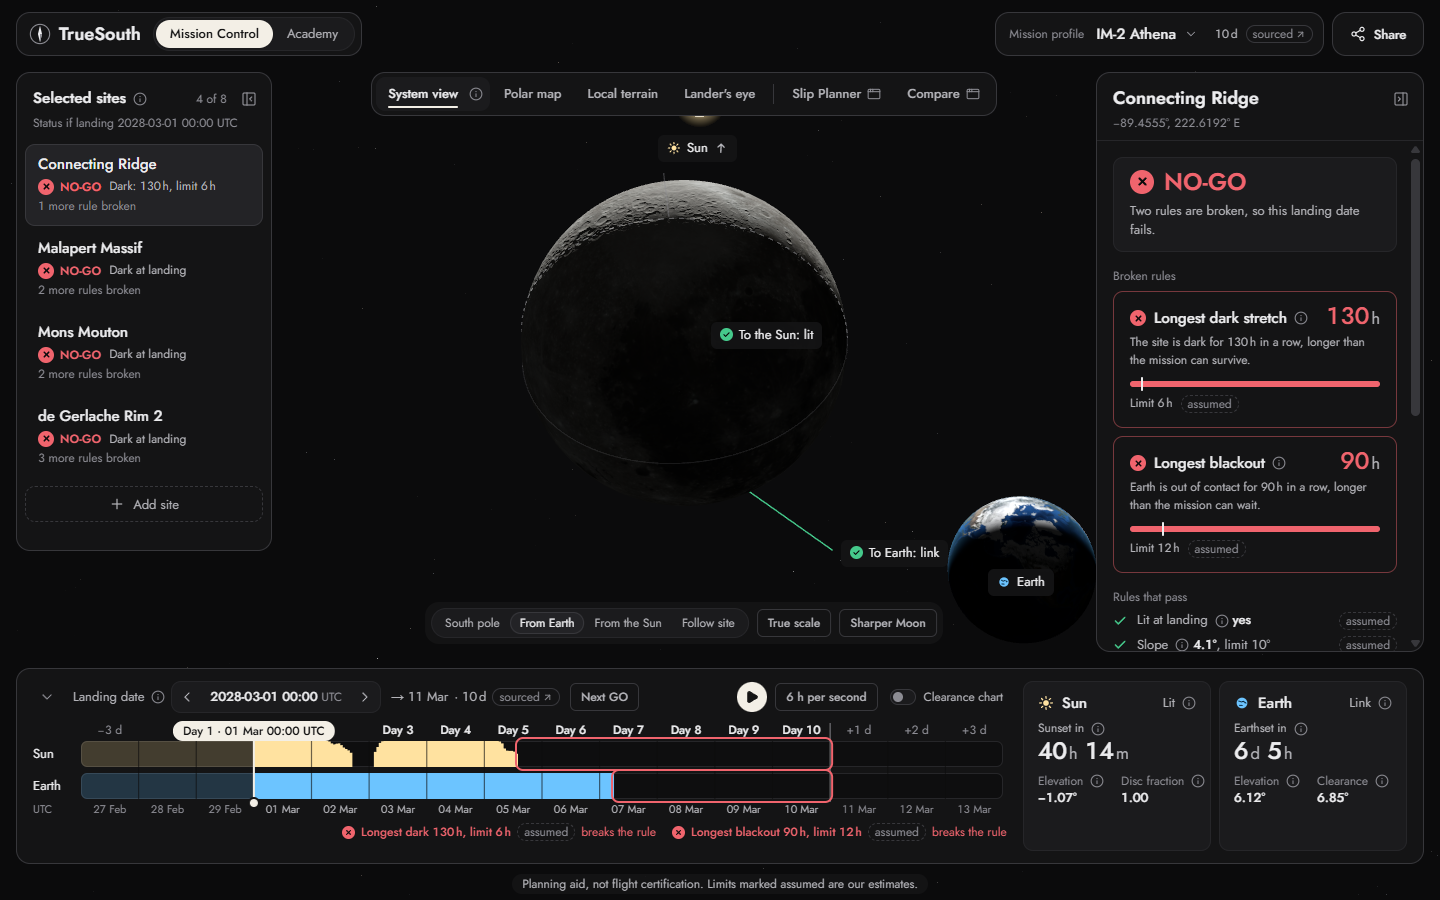 TrueSouth
Mission Control
Academy
Mission profile IM-2 Athena 10 d sourced ↗
Share
Selected sites 4 of 8
Status if landing 2028-03-01 00:00 UTC
Connecting Ridge
NO-GO Dark: 130 h, limit 6 h
1 more rule broken
Malapert Massif
NO-GO Dark at landing
2 more rules broken
Mons Mouton
NO-GO Dark at landing
2 more rules broken
de Gerlache Rim 2
NO-GO Dark at landing
3 more rules broken
+ Add site
System view Polar map Local terrain Lander's eye Slip Planner Compare
Sun ↑
To the Sun: lit
To Earth: link
Earth
South pole From Earth From the Sun Follow site True scale Sharper Moon
Connecting Ridge
−89.4555°, 222.6192° E
NO-GO
Two rules are broken, so this landing date
fails.
Broken rules
Longest dark stretch 130 h
The site is dark for 130 h in a row, longer than
the mission can survive.
Limit 6 h assumed
Longest blackout 90 h
Earth is out of contact for 90 h in a row, longer
than the mission can wait.
Limit 12 h assumed
Rules that pass
Lit at landing yes assumed
Slope 4.1°, limit 10° assumed
Landing date 2028-03-01 00:00 UTC → 11 Mar · 10 d sourced ↗ Next GO 6 h per second Clearance chart
−3 d Day 1 · 01 Mar 00:00 UTC Day 3 Day 4 Day 5 Day 6 Day 7 Day 8 Day 9 Day 10 +1 d +2 d +3 d
Sun
Earth
UTC 27 Feb 28 Feb 29 Feb 01 Mar 02 Mar 03 Mar 04 Mar 05 Mar 06 Mar 07 Mar 08 Mar 09 Mar 10 Mar 11 Mar 12 Mar 13 Mar
Longest dark 130 h, limit 6 h assumed breaks the rule Longest blackout 90 h, limit 12 h assumed breaks the rule
Sun Lit
Sunset in
40 h 14 m
Elevation Disc fraction
−1.07° 1.00
Earth Link
Earthset in
6 d 5 h
Elevation Clearance
6.12° 6.85°
Planning aid, not flight certification. Limits marked assumed are our estimates.